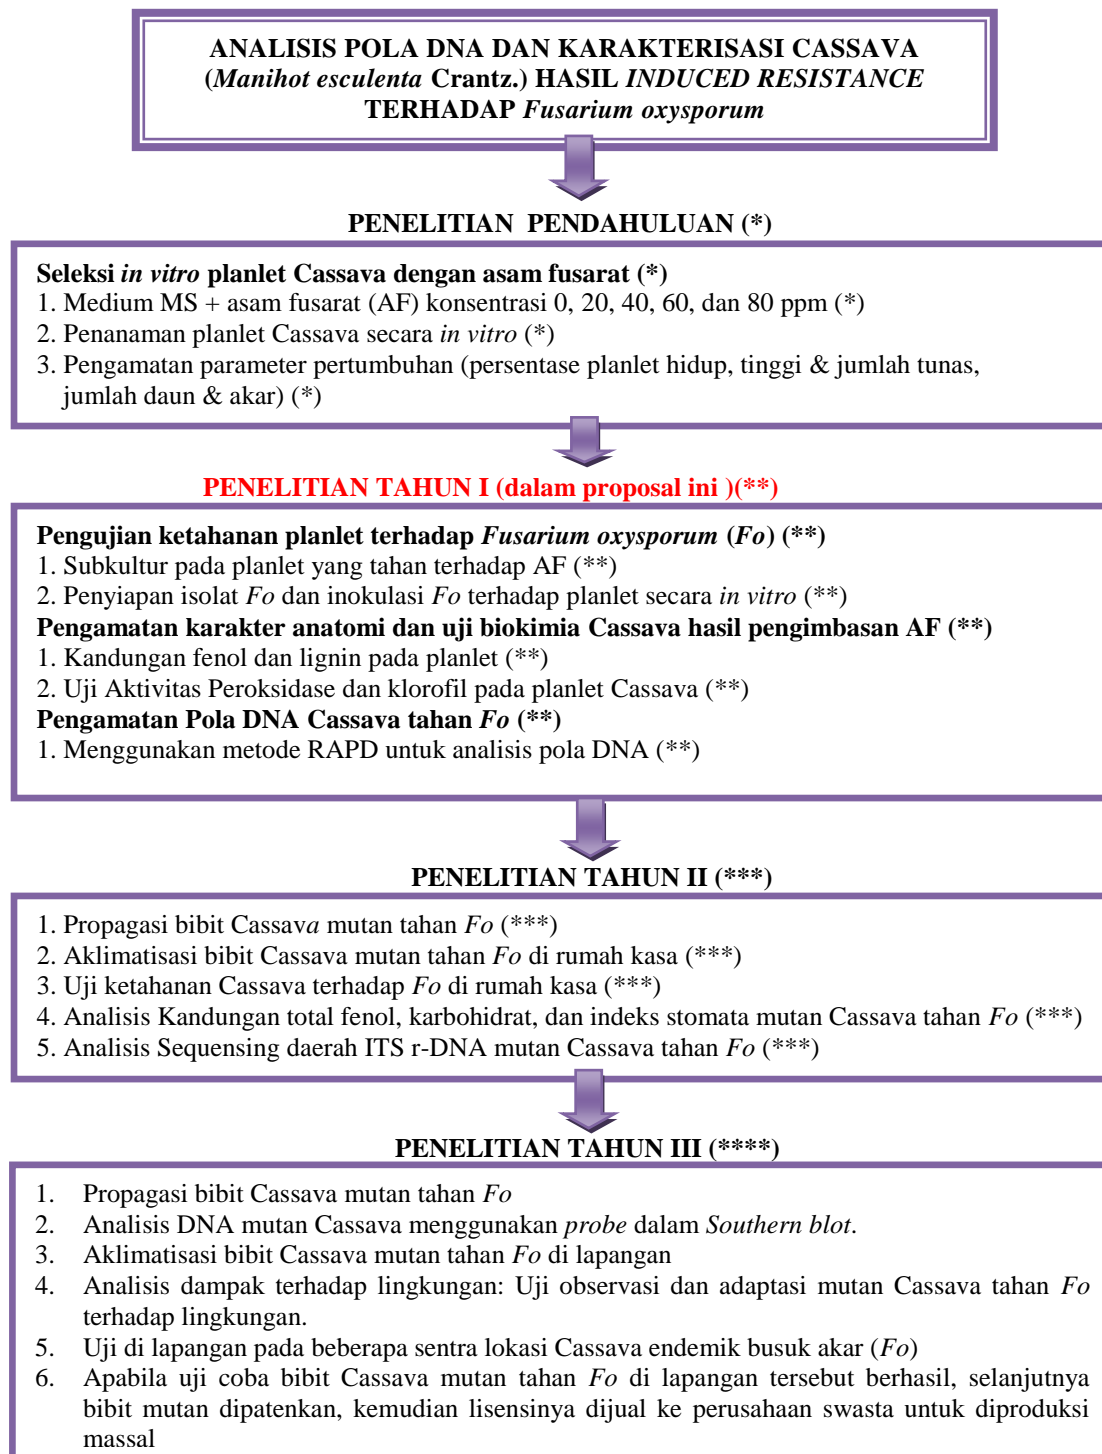 ANALISIS POLA DNA DAN KARAKTERISASI CASSAVA
(Manihot esculenta Crantz.) HASIL INDUCED RESISTANCE
TERHADAP Fusarium oxysporum
PENELITIAN PENDAHULUAN (*)
Seleksi in vitro planlet Cassava dengan asam fusarat (*)
1. Medium MS + asam fusarat (AF) konsentrasi 0, 20, 40, 60, dan 80 ppm (*)
2. Penanaman planlet Cassava secara in vitro (*)
3. Pengamatan parameter pertumbuhan (persentase planlet hidup, tinggi & jumlah tunas,
jumlah daun & akar) (*)
PENELITIAN TAHUN I (dalam proposal ini )(**)
Pengujian ketahanan planlet terhadap Fusarium oxysporum (Fo) (**)
1. Subkultur pada planlet yang tahan terhadap AF (**)
2. Penyiapan isolat Fo dan inokulasi Fo terhadap planlet secara in vitro (**)
Pengamatan karakter anatomi dan uji biokimia Cassava hasil pengimbasan AF (**)
1. Kandungan fenol dan lignin pada planlet (**)
2. Uji Aktivitas Peroksidase dan klorofil pada planlet Cassava (**)
Pengamatan Pola DNA Cassava tahan Fo (**)
1. Menggunakan metode RAPD untuk analisis pola DNA (**)
PENELITIAN TAHUN II (***)
1. Propagasi bibit Cassava mutan tahan Fo (***)
2. Aklimatisasi bibit Cassava mutan tahan Fo di rumah kasa (***)
3. Uji ketahanan Cassava terhadap Fo di rumah kasa (***)
4. Analisis Kandungan total fenol, karbohidrat, dan indeks stomata mutan Cassava tahan Fo (***)
5. Analisis Sequensing daerah ITS r-DNA mutan Cassava tahan Fo (***)
PENELITIAN TAHUN III (****)
1. Propagasi bibit Cassava mutan tahan Fo
2. Analisis DNA mutan Cassava menggunakan probe dalam Southern blot.
3. Aklimatisasi bibit Cassava mutan tahan Fo di lapangan
4. Analisis dampak terhadap lingkungan: Uji observasi dan adaptasi mutan Cassava tahan Fo
terhadap lingkungan.
5. Uji di lapangan pada beberapa sentra lokasi Cassava endemik busuk akar (Fo)
6. Apabila uji coba bibit Cassava mutan tahan Fo di lapangan tersebut berhasil, selanjutnya
bibit mutan dipatenkan, kemudian lisensinya dijual ke perusahaan swasta untuk diproduksi
massal